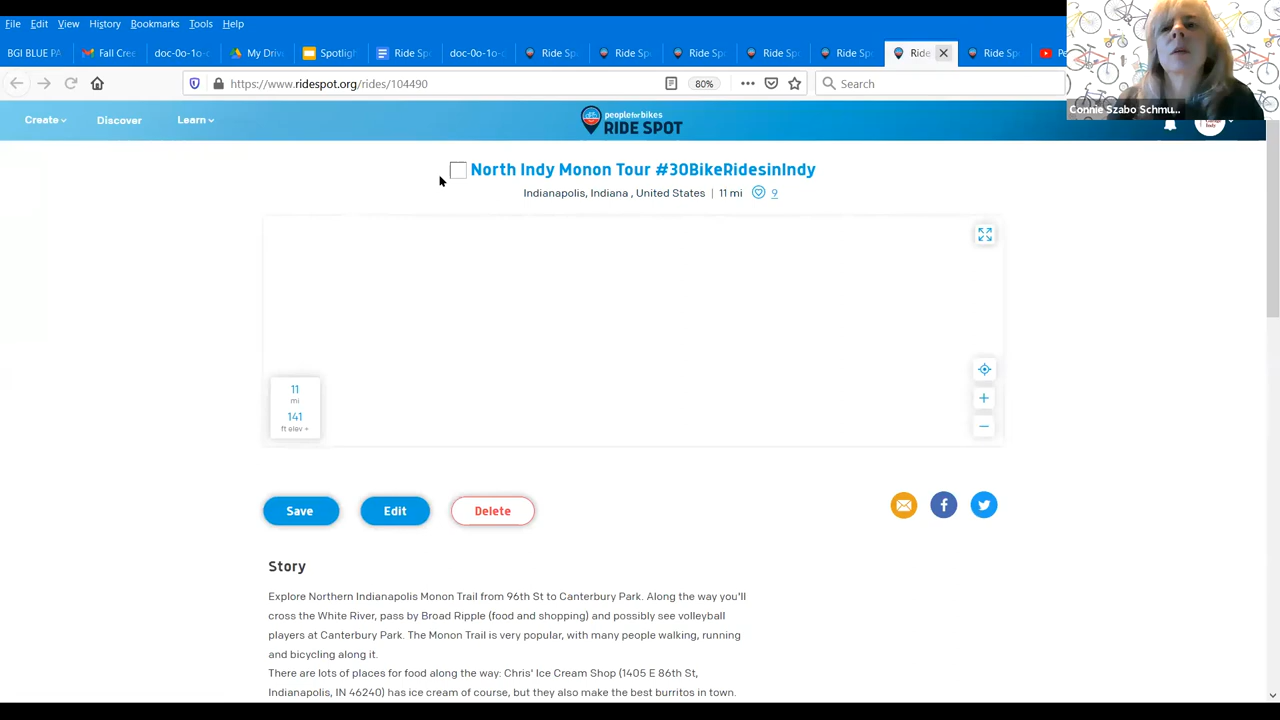 File Edit View History Bookmarks Tools Help
BGI BLUE PA Fall Cree doc-0o-1o-c My Driv Spotlig Ride Sp doc-0o-1o-c Ride Sp Ride Sp Ride Sp Ride Sp Ride Sp Ride Ride Sp Pe
https://www.ridespot.org/rides/104490 80% Search
Connie Szabo Schmu...
Create Discover Learn
peopleforbikes
RIDE SPOT
North Indy Monon Tour #30BikeRidesinIndy
Indianapolis, Indiana , United States | 11 mi 9
11
mi
141
ft elev +
+
−
Save Edit Delete
Story
Explore Northern Indianapolis Monon Trail from 96th St to Canterbury Park. Along the way you'll
cross the White River, pass by Broad Ripple (food and shopping) and possibly see volleyball
players at Canterbury Park. The Monon Trail is very popular, with many people walking, running
and bicycling along it.
There are lots of places for food along the way: Chris' Ice Cream Shop (1405 E 86th St,
Indianapolis, IN 46240) has ice cream of course, but they also make the best burritos in town.